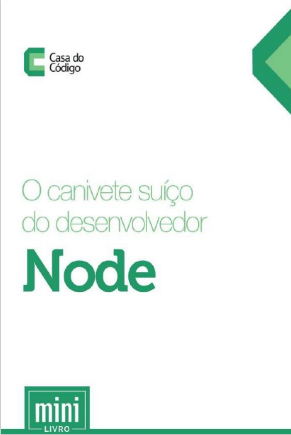 Casa do
Código
O canivete suíço
do desenvolvedor
Node
mini
LIVRO